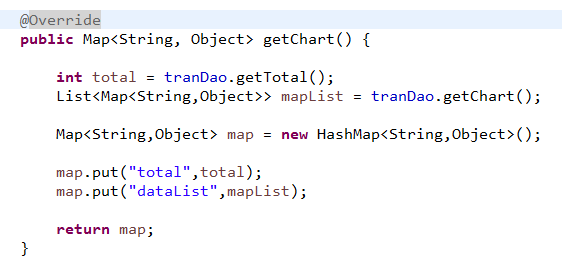 @Override
public Map<String, Object> getChart() {
int total = tranDao.getTotal();
List<Map<String,Object>> mapList = tranDao.getChart();
Map<String,Object> map = new HashMap<String,Object>();
map.put("total",total);
map.put("dataList",mapList);
return map;
}